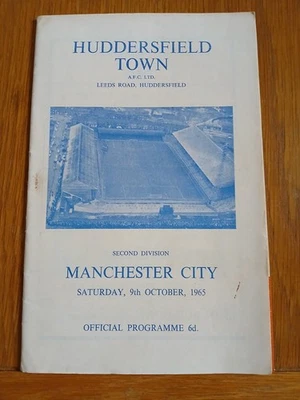 HUDDERSFIELD
TOWN
A.F.C. LTD.
LEEDS ROAD, HUDDERSFIELD
SECOND DIVISION
MANCHESTER CITY
SATURDAY, 9th OCTOBER, 1965
OFFICIAL PROGRAMME 6d.